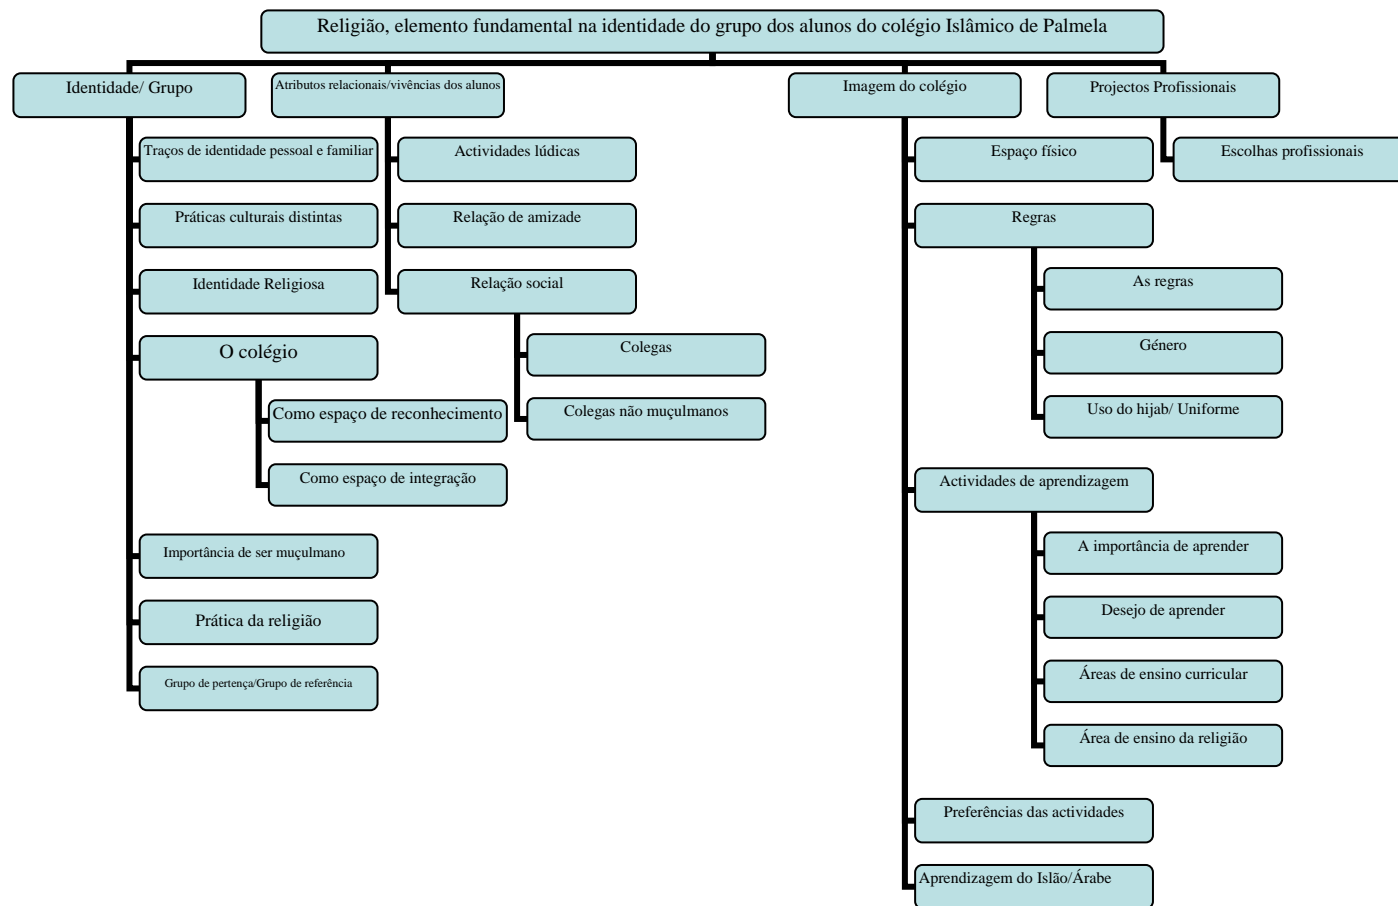 Religião, elemento fundamental na identidade do grupo dos alunos do colégio Islâmico de Palmela
Identidade/ Grupo
Traços de identidade pessoal e familiar
Práticas culturais distintas
Identidade Religiosa
O colégio
Como espaço de reconhecimento
Como espaço de integração
Importância de ser muçulmano
Prática da religião
Grupo de pertença/Grupo de referência
Atributos relacionais/vivências dos alunos
Actividades lúdicas
Relação de amizade
Relação social
Colegas
Colegas não muçulmanos
Imagem do colégio
Espaço físico
Regras
As regras
Género
Uso do hijab/ Uniforme
Actividades de aprendizagem
A importância de aprender
Desejo de aprender
Áreas de ensino curricular
Área de ensino da religião
Preferências das actividades
Aprendizagem do Islão/Árabe
Projectos Profissionais
Escolhas profissionais